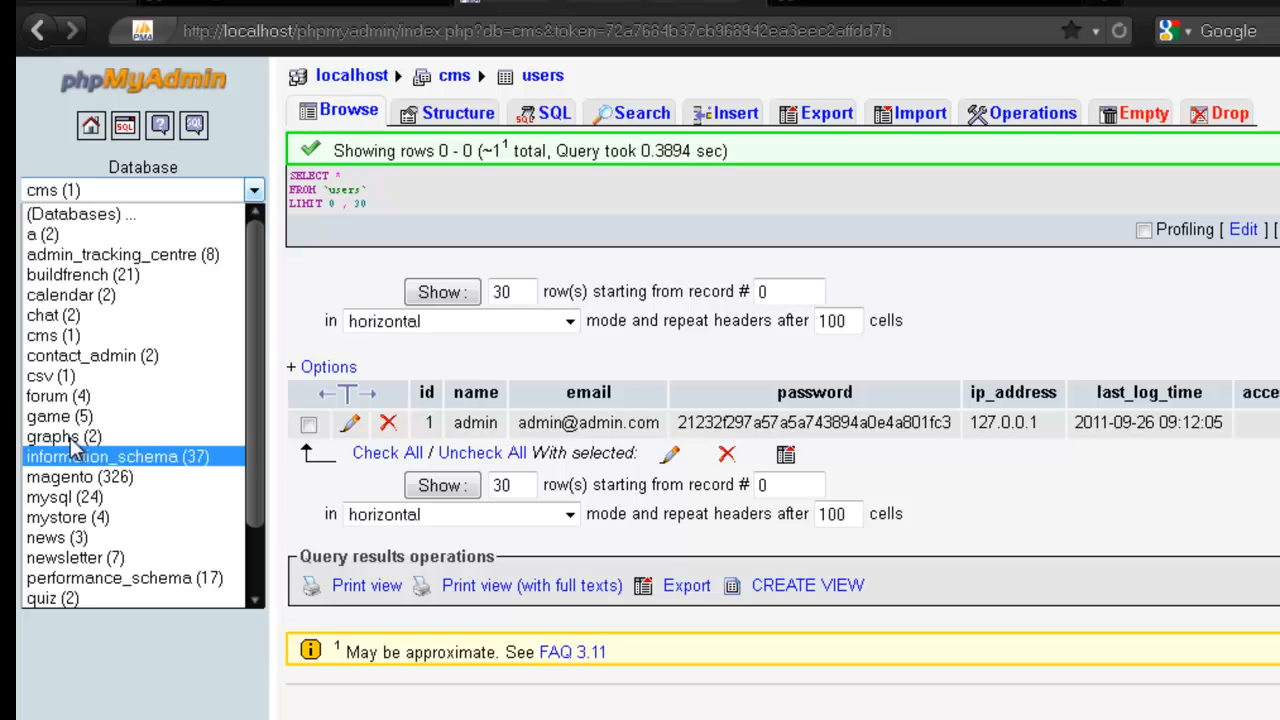 http://localhost/phpmyadmin/index.php?db=cms&token=72a7664b37cb966942ea3eec2affdd7b
Google
phpMyAdmin
localhost cms users
Browse Structure SQL Search Insert Export Import Operations Empty Drop
SQL
Database
cms (1)
(Databases) ...
a (2)
admin_tracking_centre (8)
buildfrench (21)
calendar (2)
chat (2)
cms (1)
contact_admin (2)
csv (1)
forum (4)
game (5)
graphs (2)
information_schema (37)
magento (326)
mysql (24)
mystore (4)
news (3)
newsletter (7)
performance_schema (17)
quiz (2)
Showing rows 0 - 0 (~1 1 total, Query took 0.3894 sec)
SELECT *
FROM `users`
LIMIT 0 , 30
Profiling [ Edit ] [
Show : 30 row(s) starting from record # 0
in horizontal mode and repeat headers after 100 cells
+ Options
←T→ id name email password ip_address last_log_time acce
1 admin admin@admin.com 21232f297a57a5a743894a0e4a801fc3 127.0.0.1 2011-09-26 09:12:05
Check All / Uncheck All With selected:
Show : 30 row(s) starting from record # 0
in horizontal mode and repeat headers after 100 cells
Query results operations
Print view Print view (with full texts) Export CREATE VIEW
1 May be approximate. See FAQ 3.11